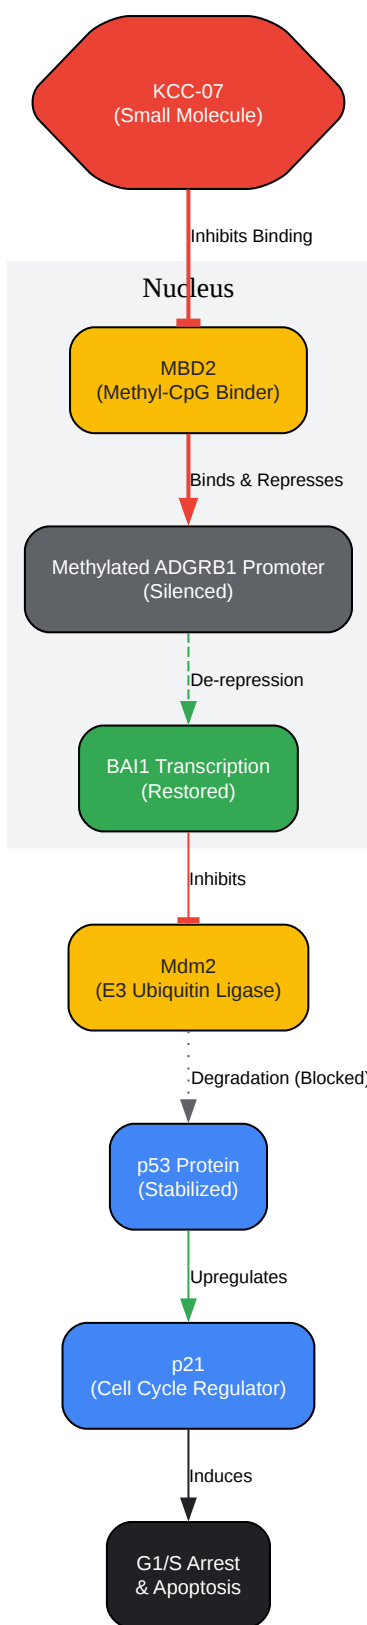 KCC-07
(Small Molecule)
Inhibits Binding
Nucleus
MBD2
(Methyl-CpG Binder)
Binds & Represses
Methylated ADGRB1 Promoter
(Silenced)
De-repression
BAI1 Transcription
(Restored)
Inhibits
Mdm2
(E3 Ubiquitin Ligase)
Degradation (Blocked)
p53 Protein
(Stabilized)
Upregulates
p21
(Cell Cycle Regulator)
Induces
G1/S Arrest
& Apoptosis